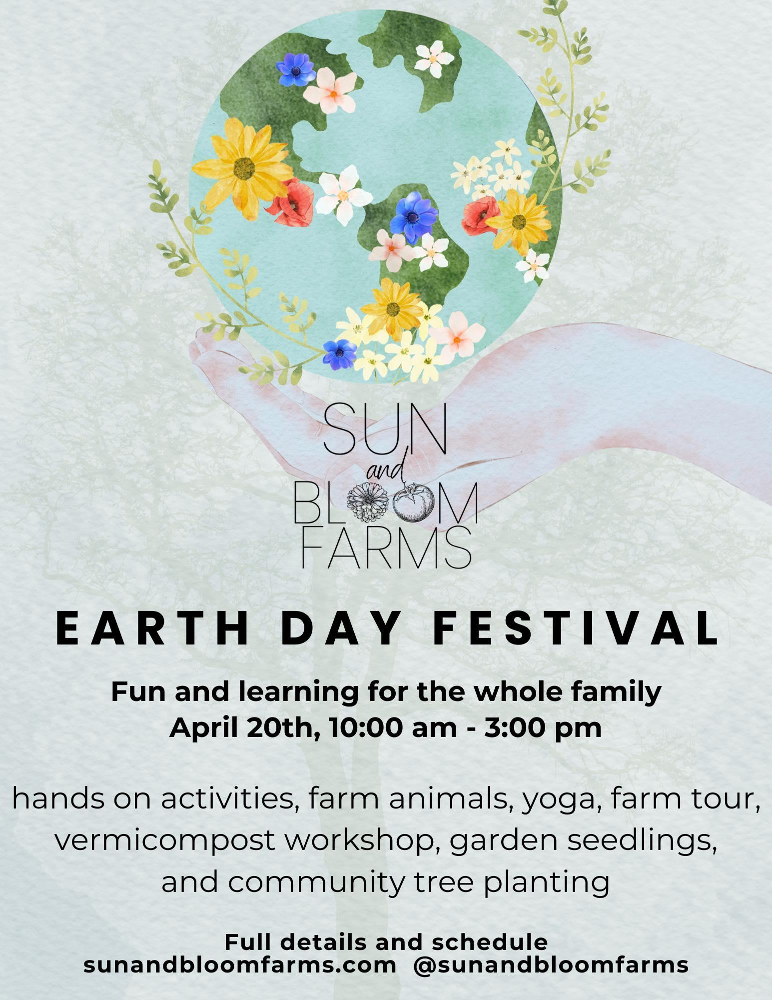 SUN
and
BLOOM
FARMS
EARTH DAY FESTIVAL
Fun and learning for the whole family
April 20th, 10:00 am - 3:00 pm
hands on activities, farm animals, yoga, farm tour,
vermicompost workshop, garden seedlings,
and community tree planting
Full details and schedule
sunandbloomfarms.com @sunandbloomfarms